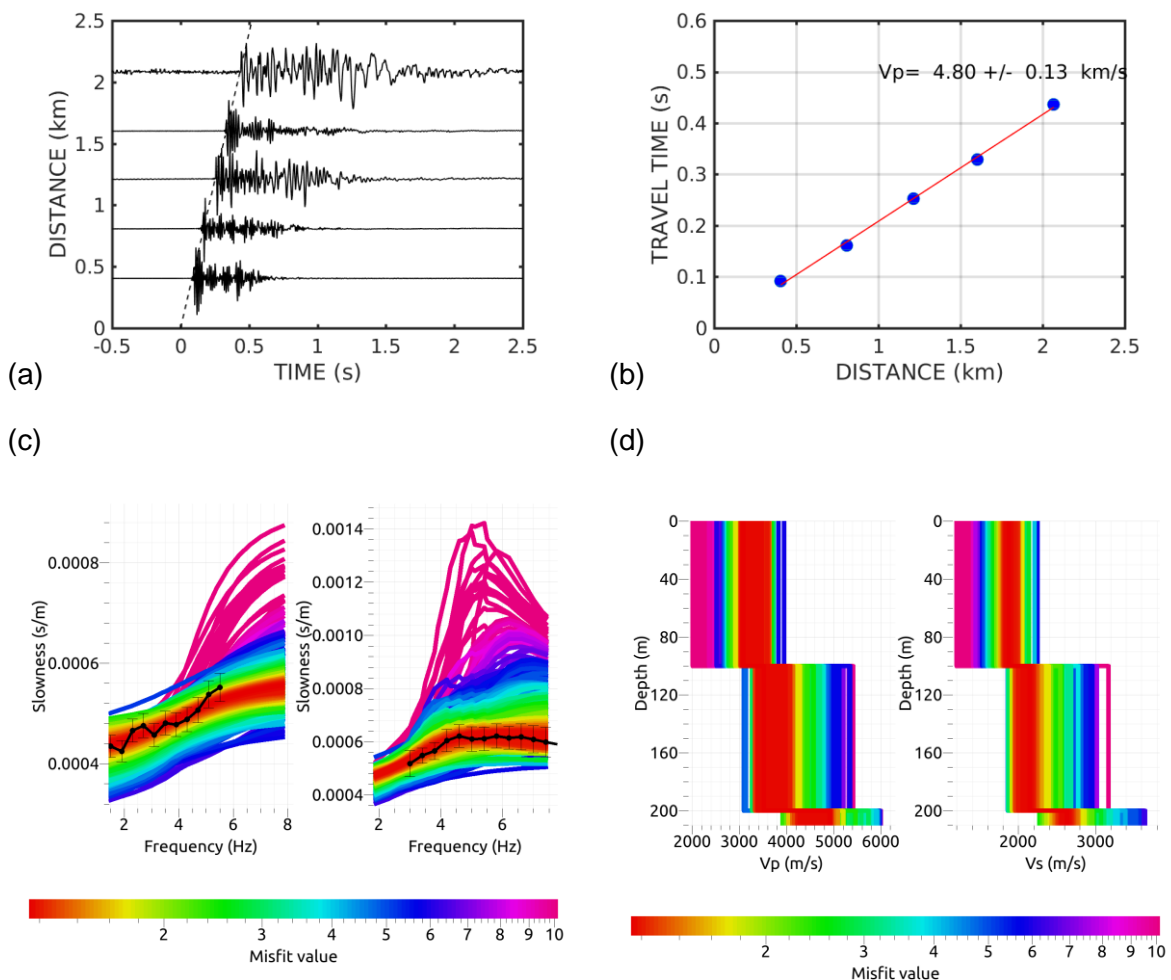 2.5
2
1.5
1
0.5
0
-0.5 0 0.5 1 1.5 2 2.5
DISTANCE (km)
TIME (s)
(a)
0.6
0.5
0.4
0.3
0.2
0.1
0
0 0.5 1 1.5 2 2.5
TRAVEL TIME (s)
Vp= 4.80 +/- 0.13 km/s
DISTANCE (km)
(b)
(c)
0.0008
0.0006
0.0004
Slowness (s/m)
2 4 6 8
Frequency (Hz)
0.0014
0.0012
0.0010
0.0008
0.0006
0.0004
Slowness (s/m)
2 4 6
Frequency (Hz)
2 3 4 5 6 7 8 9 10
Misfit value
(d)
0
40
80
120
160
200
Depth (m)
2000 3000 4000 5000 6000
Vp (m/s)
0
40
80
120
160
200
Depth (m)
2000 3000
Vs (m/s)
2 3 4 5 6 7 8 9 10
Misfit value